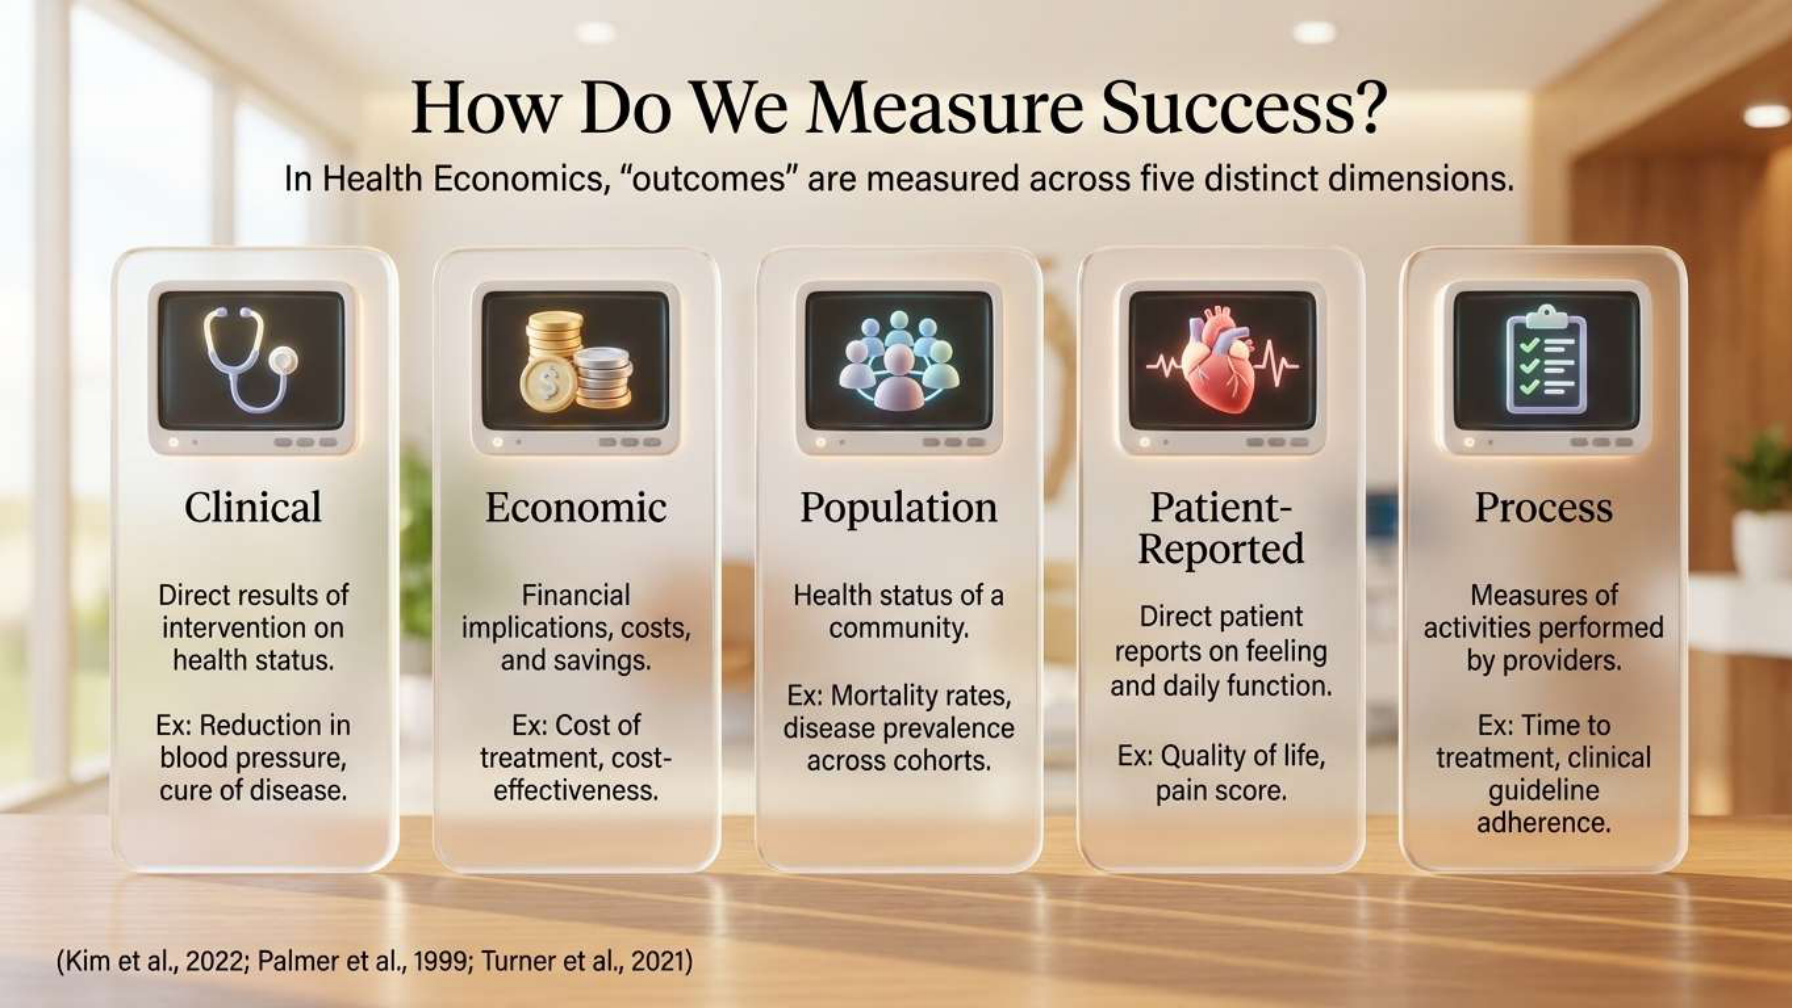 How Do We Measure Success?
In Health Economics, “outcomes” are measured across five distinct dimensions.
Clinical
Direct results of
intervention on
health status.
Ex: Reduction in
blood pressure,
cure of disease.
Economic
Financial
implications, costs,
and savings.
Ex: Cost of
treatment, cost-
effectiveness.
Population
Health status of a
community.
Ex: Mortality rates,
disease prevalence
across cohorts.
Patient-
Reported
Direct patient
reports on feeling
and daily function.
Ex: Quality of life,
pain score.
Process
Measures of
activities performed
by providers.
Ex: Time to
treatment, clinical
guideline
adherence.
(Kim et al., 2022; Palmer et al., 1999; Turner et al., 2021)